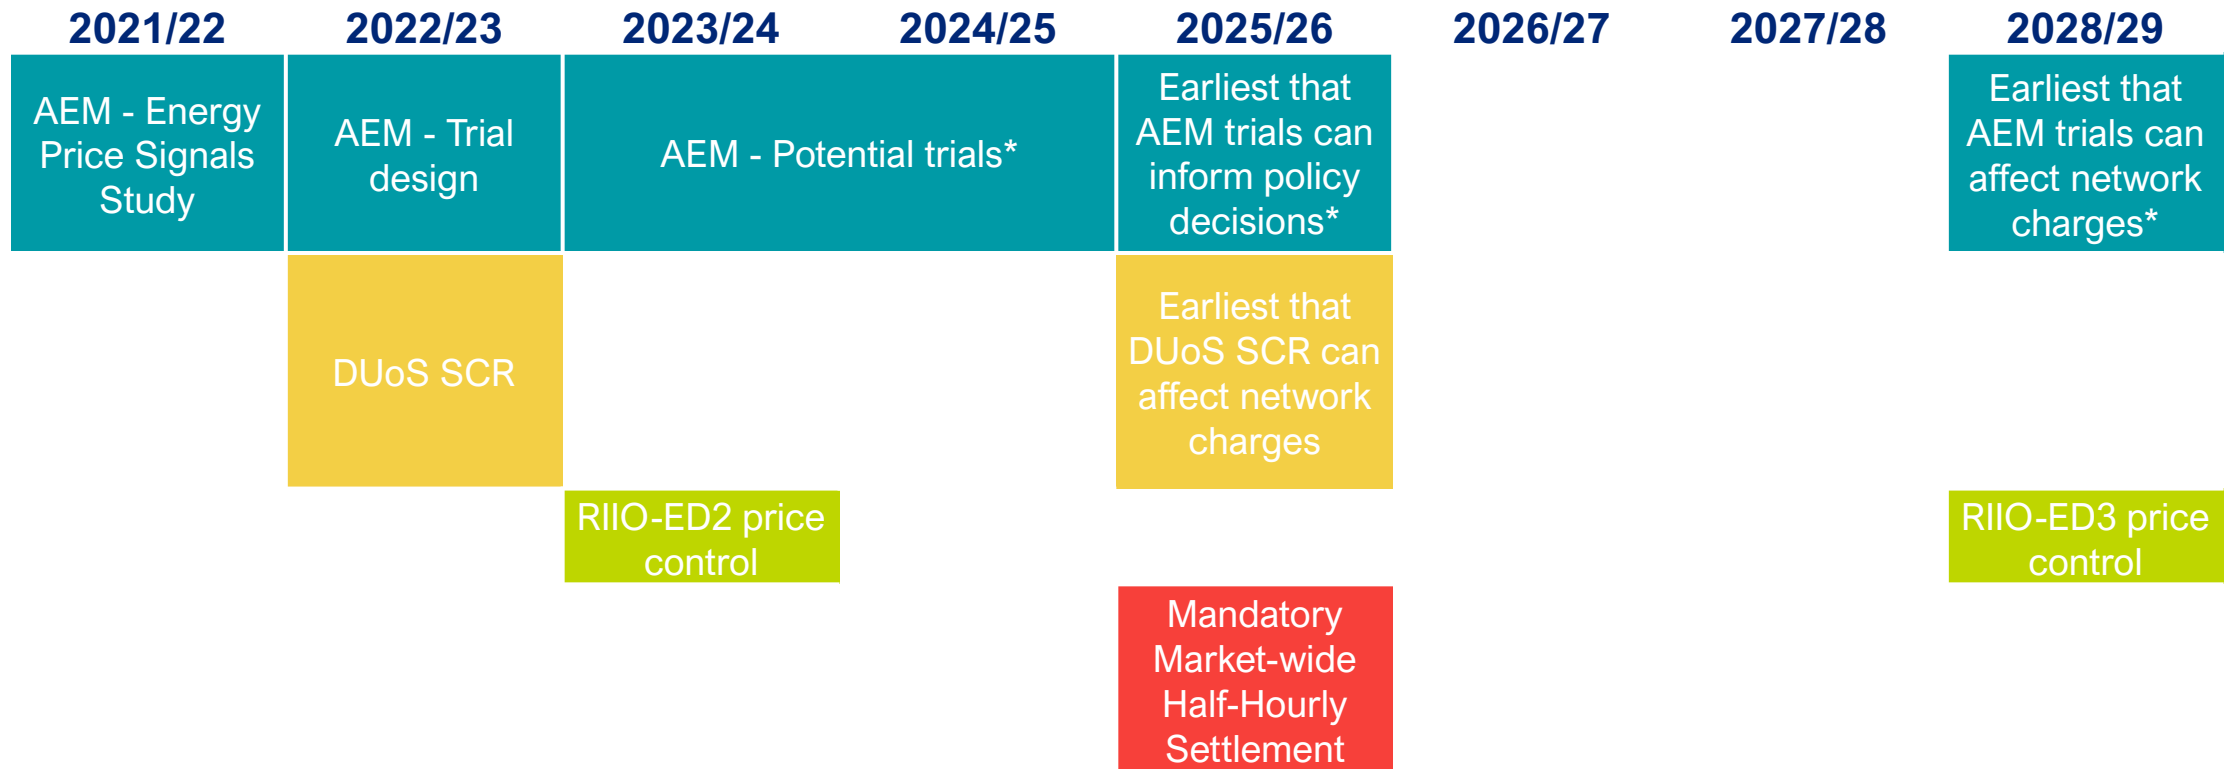 2021/22 2022/23 2023/24 2024/25 2025/26 2026/27 2027/28 2028/29
AEM - Energy
Price Signals
Study
AEM - Trial
design
AEM - Potential trials*
Earliest that
AEM trials can
inform policy
decisions*
Earliest that
AEM trials can
affect network
charges*
DUoS SCR
Earliest that
DUoS SCR can
affect network
charges
RIIO-ED2 price
control
RIIO-ED3 price
control
Mandatory
Market-wide
Half-Hourly
Settlement